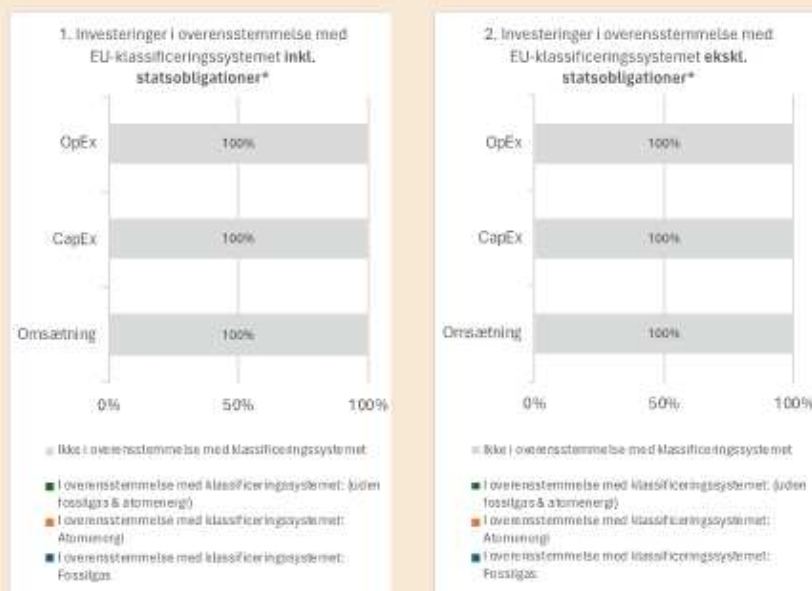 1. Investeringer i overensstemmelse med
EU-klassificeringssystemet inkl.
statsobligationer*
OpEx
100%
CapEx
100%
Omsætning
100%
0%
50%
100%
Ikke i overensstemmelse med klassificeringssystemet
I overensstemmelse med klassificeringssystemet: (uden
fossilgas & atomenergi)
I overensstemmelse med klassificeringssystemet:
Atomenergi
I overensstemmelse med klassificeringssystemet:
Fossilgas
2. Investeringer i overensstemmelse med
EU-klassificeringssystemet ekskl.
statsobligationer*
OpEx
100%
CapEx
100%
Omsætning
100%
0%
50%
100%
Ikke i overensstemmelse med klassificeringssystemet
I overensstemmelse med klassificeringssystemet: (uden
fossilgas & atomenergi)
I overensstemmelse med klassificeringssystemet:
Atomenergi
I overensstemmelse med klassificeringssystemet:
Fossilgas